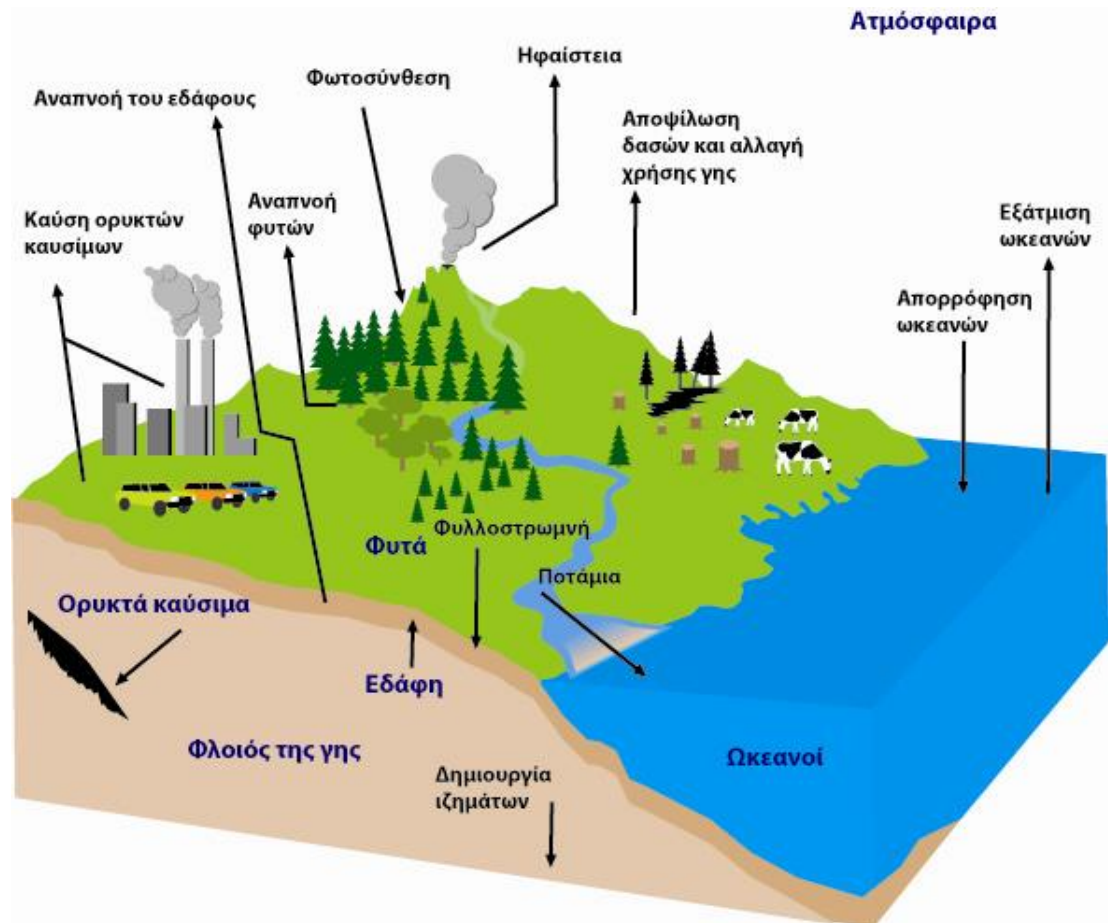 Ατμόσφαιρα
Ηφαίστεια
Φωτοσύνθεση
Αναπνοή του εδάφους
Αποψίλωση
δασών και αλλαγή
χρήσης γης
Αναπνοή
φυτών
Καύση ορυκτών
καυσίμων
Εξάτμιση
ωκεανών
Απορρόφηση
ωκεανών
Φυλλοστρωμνή
Φυτά
Ποτάμια
Ορυκτά καύσιμα
Εδάφη
Φλοιός της γης
Ωκεανοί
Δημιουργία
ιζημάτων